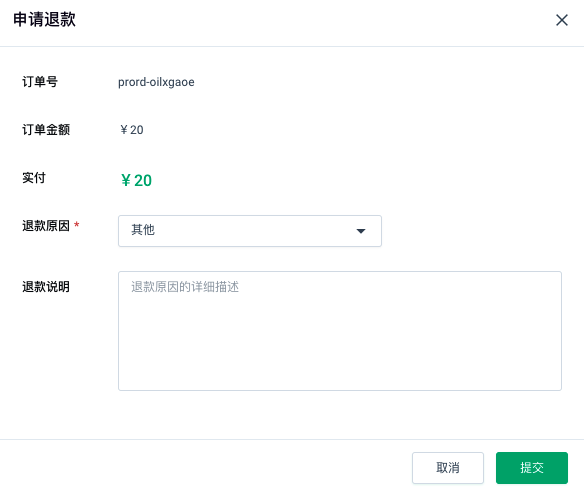 申请退款
订单号 prord-oilxgaoe
订单金额 ￥20
实付 ￥20
退款原因 * 其他
退款说明 退款原因的详细描述
取消 提交